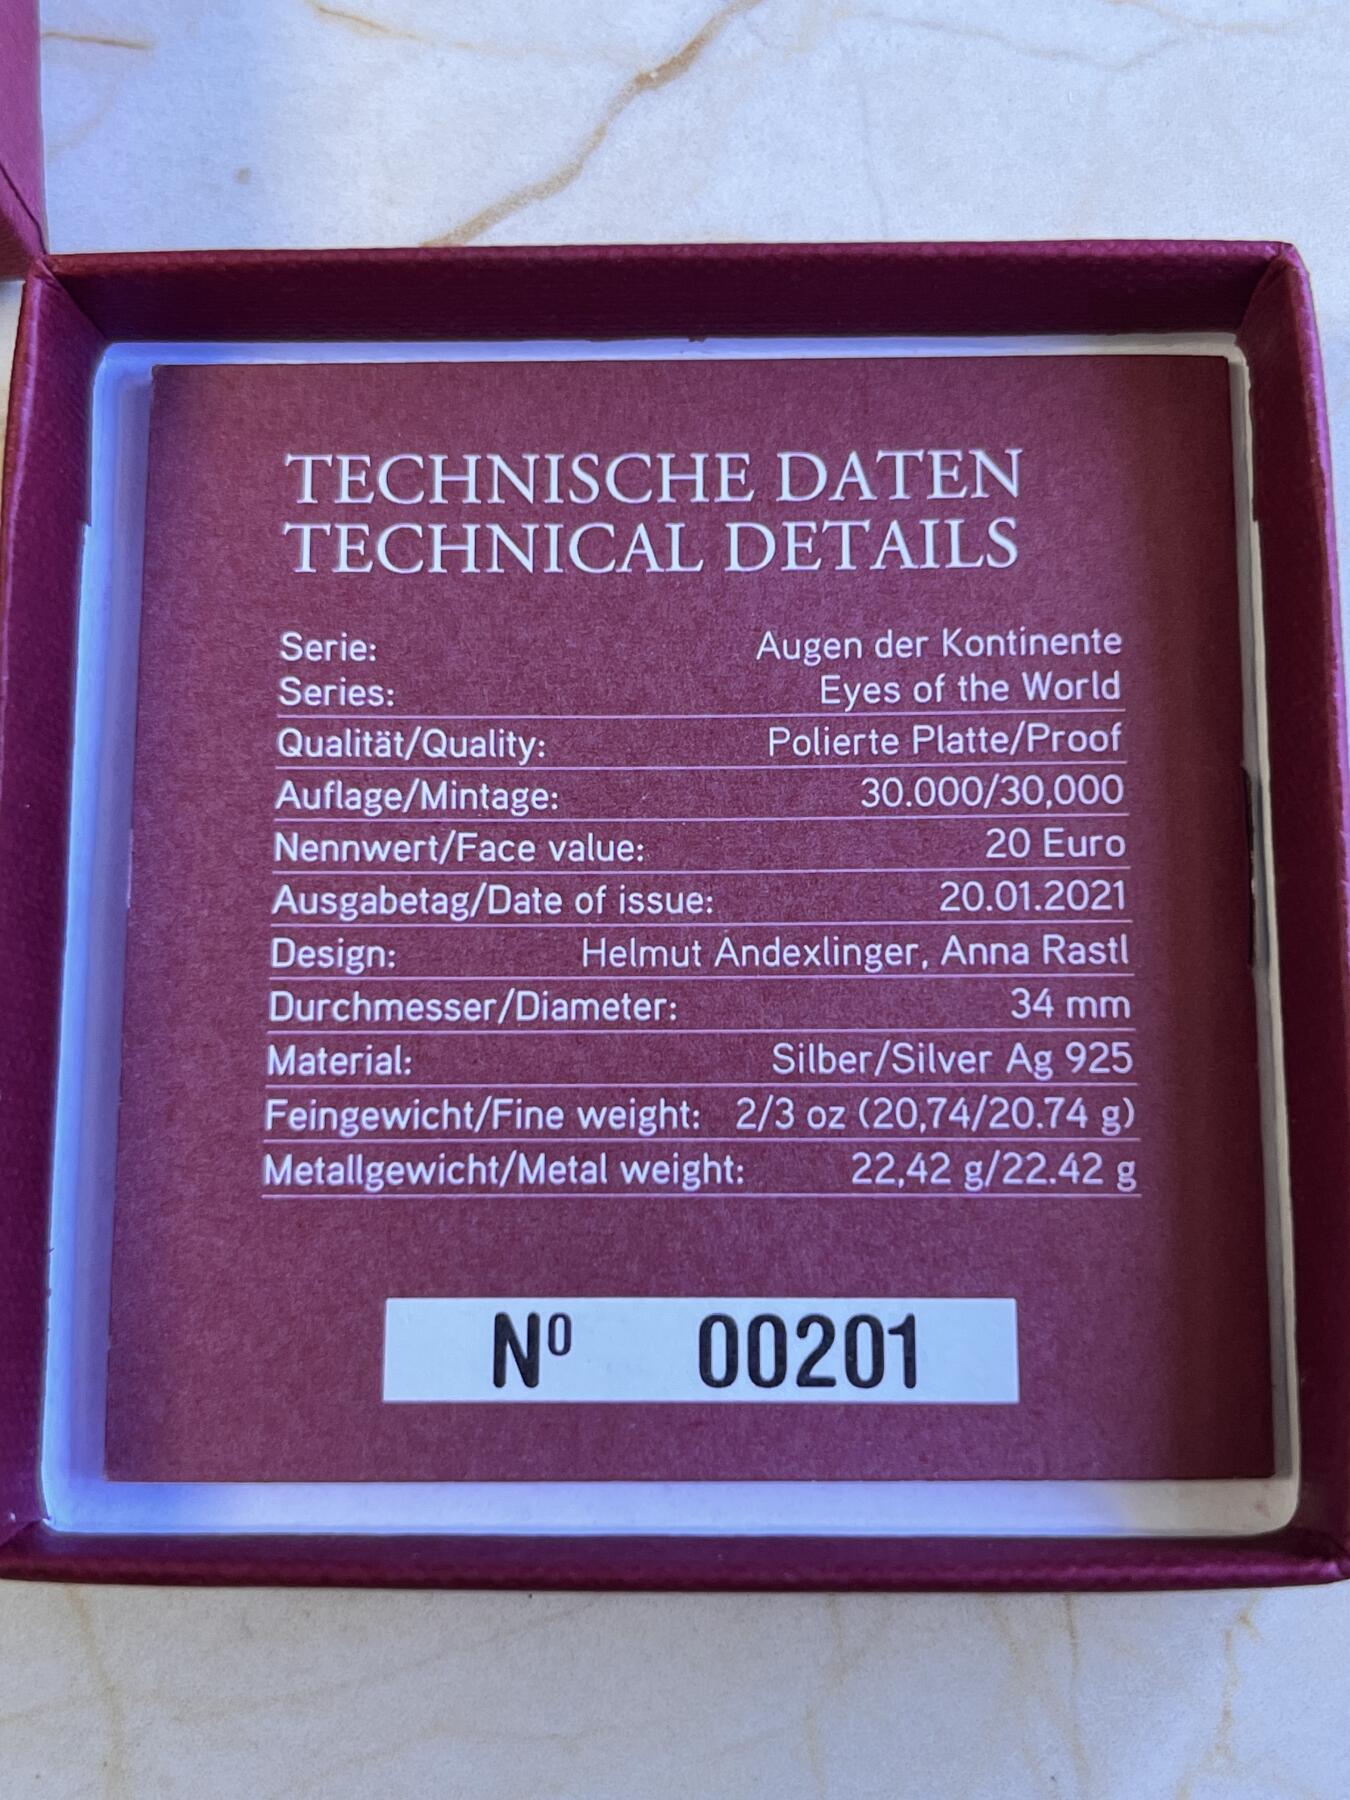 TECHNISCHE DATEN
TECHNICAL DETAILS
Serie: Augen der Kontinente
Series: Eyes of the World
Qualität/Quality: Polierte Platte/Proof
Auflage/Mintage: 30.000/30,000
Nennwert/Face value: 20 Euro
Ausgabetag/Date of issue: 20.01.2021
Design: Helmut Andexlinger, Anna Rastl
Durchmesser/Diameter: 34 mm
Material: Silber/Silver Ag 925
Feingewicht/Fine weight: 2/3 oz (20,74/20.74 g)
Metallgewicht/Metal weight: 22,42 g/22.42 g
Nº 00201